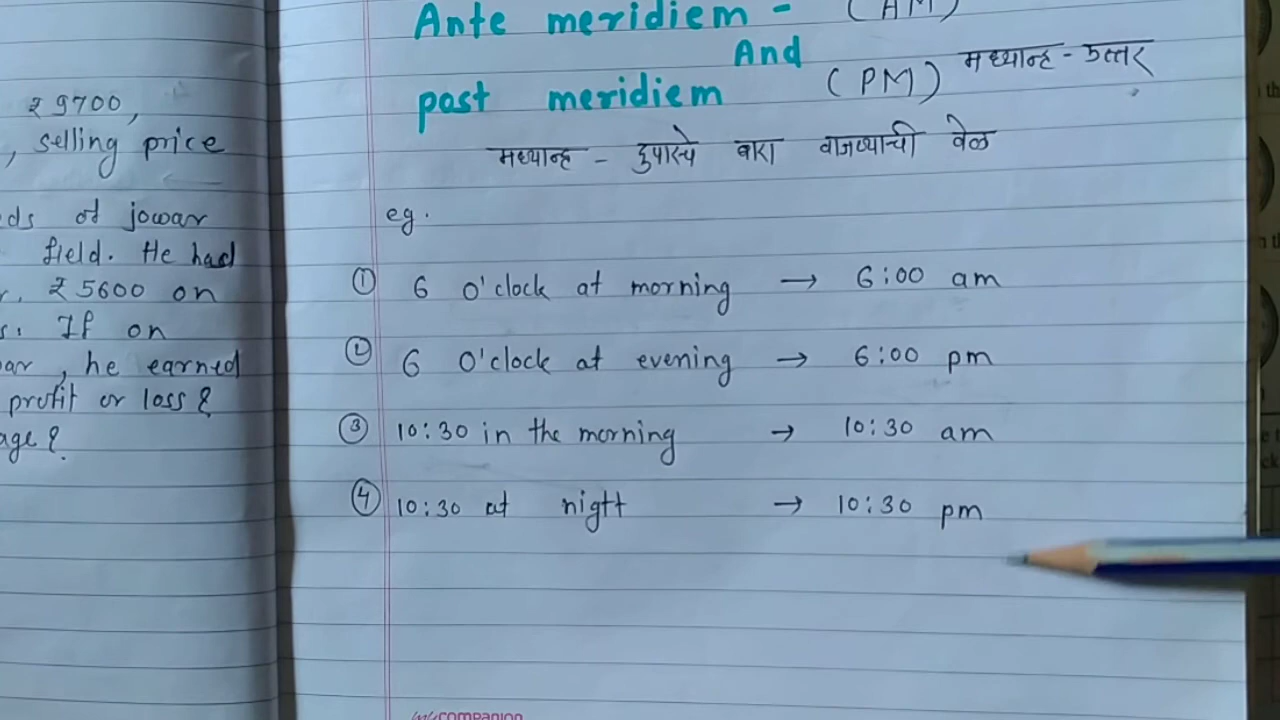 ₹9700,
, selling price
ds of jowar
field. He had
₹5600 on
If on
, he earned
profit or loss ?
age ?
Ante meridiem - (AM)
And
past meridiem (PM) मध्यान्ह - उत्तर
मध्यान्ह - दुपारचे बारा वाजण्याची वेळ
eg.
① 6 o'clock at morning → 6:00 am
② 6 o'clock at evening → 6:00 pm
③ 10:30 in the morning → 10:30 am
④ 10:30 at nigtt → 10:30 pm
companion